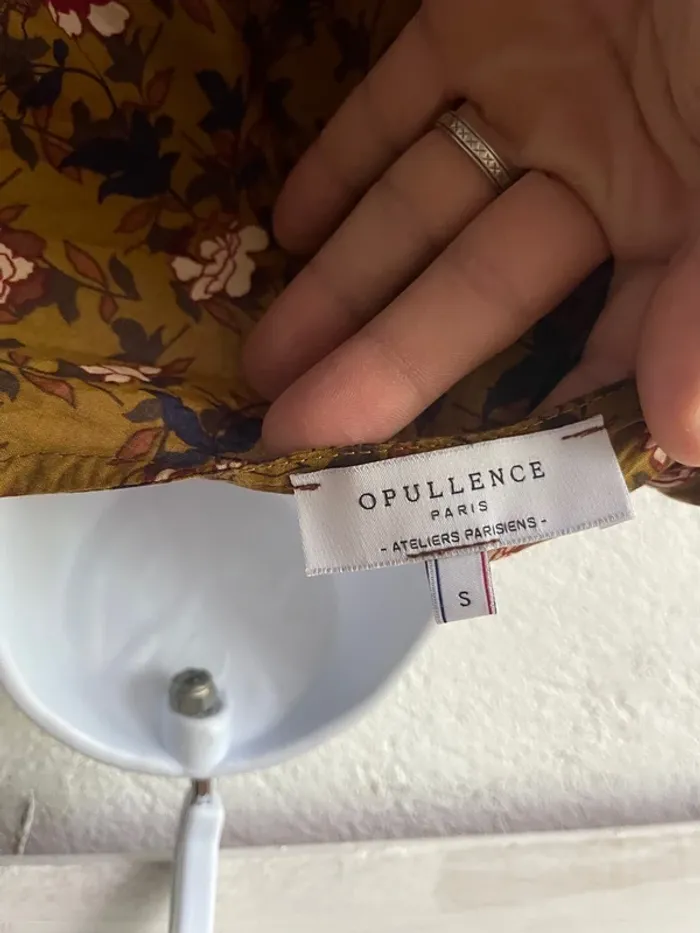 OPULLENCE
PARIS
- ATELIERS PARISIENS -
S